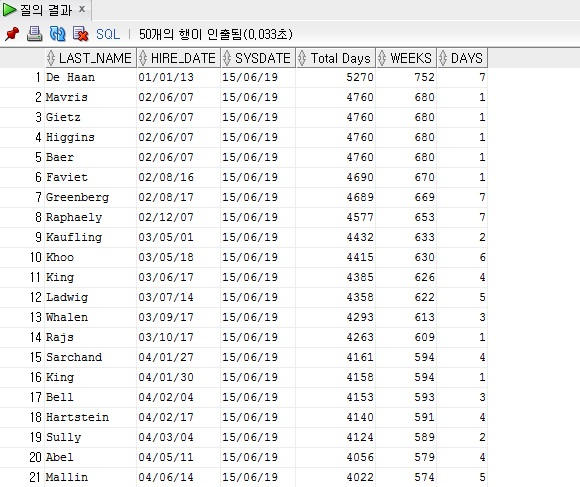 질의 결과 x
SQL | 50개의 행이 인출됨(0,033초)
LAST_NAME HIRE_DATE SYSDATE Total Days WEEKS DAYS
1 De Haan 01/01/13 15/06/19 5270 752 7
2 Mavris 02/06/07 15/06/19 4760 680 1
3 Gietz 02/06/07 15/06/19 4760 680 1
4 Higgins 02/06/07 15/06/19 4760 680 1
5 Baer 02/06/07 15/06/19 4760 680 1
6 Faviet 02/08/16 15/06/19 4690 670 1
7 Greenberg 02/08/17 15/06/19 4689 669 7
8 Raphaely 02/12/07 15/06/19 4577 653 7
9 Kaufling 03/05/01 15/06/19 4432 633 2
10 Khoo 03/05/18 15/06/19 4415 630 6
11 King 03/06/17 15/06/19 4385 626 4
12 Ladwig 03/07/14 15/06/19 4358 622 5
13 Whalen 03/09/17 15/06/19 4293 613 3
14 Rajs 03/10/17 15/06/19 4263 609 1
15 Sarchand 04/01/27 15/06/19 4161 594 4
16 King 04/01/30 15/06/19 4158 594 1
17 Bell 04/02/04 15/06/19 4153 593 3
18 Hartstein 04/02/17 15/06/19 4140 591 4
19 Sully 04/03/04 15/06/19 4124 589 2
20 Abel 04/05/11 15/06/19 4056 579 4
21 Mallin 04/06/14 15/06/19 4022 574 5